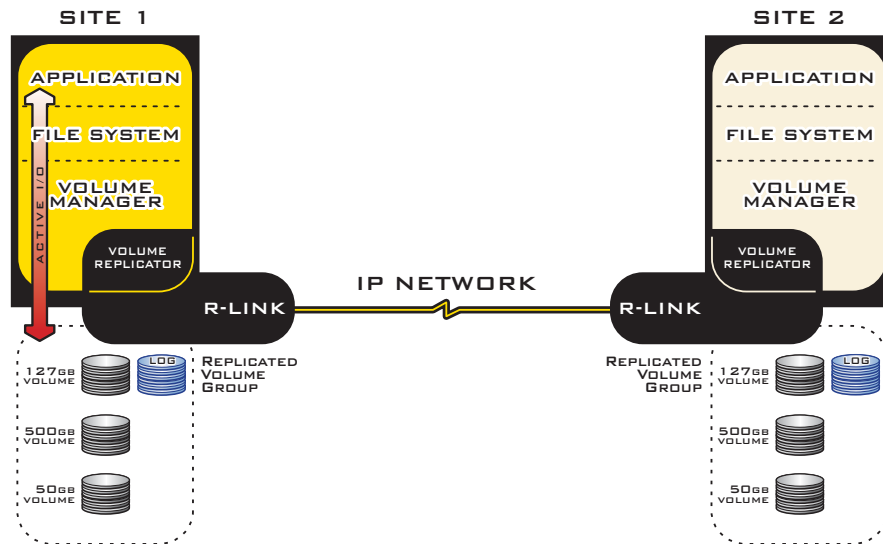 SITE 1
APPLICATION
FILE SYSTEM
VOLUME
MANAGER
ACTIVE I/O
VOLUME
REPLICATOR
R-LINK
127GB
VOLUME
LOG
REPLICATED
VOLUME
GROUP
500GB
VOLUME
50GB
VOLUME
IP NETWORK
SITE 2
APPLICATION
FILE SYSTEM
VOLUME
MANAGER
VOLUME
REPLICATOR
R-LINK
REPLICATED
VOLUME
GROUP
127GB
VOLUME
LOG
500GB
VOLUME
50GB
VOLUME